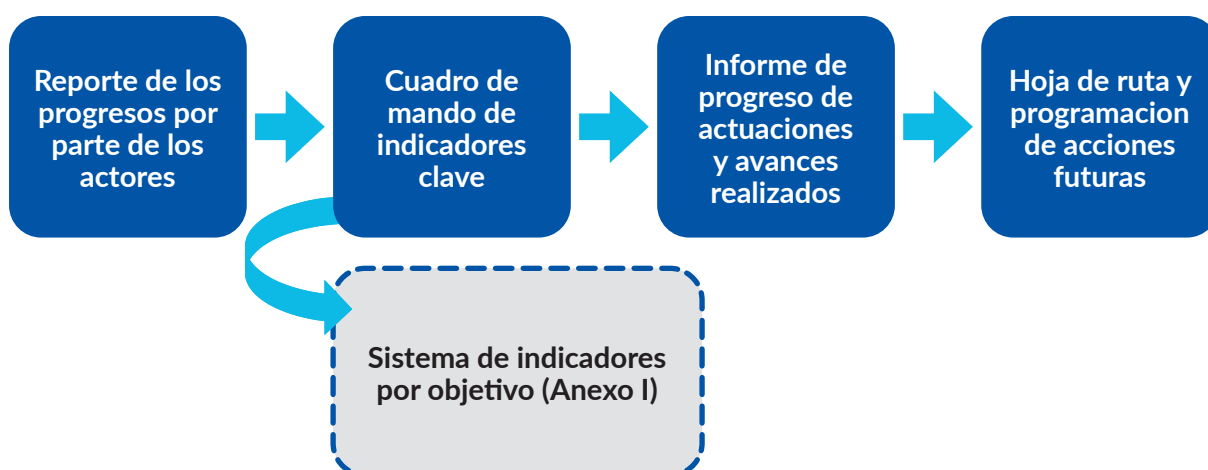 Reporte de los
progresos por
parte de los
actores
Cuadro de
mando de
indicadores
clave
Informe de
progreso de
actuaciones
y avances
realizados
Hoja de ruta y
programacion
de acciones
futuras
Sistema de indicadores
por objetivo (Anexo I)